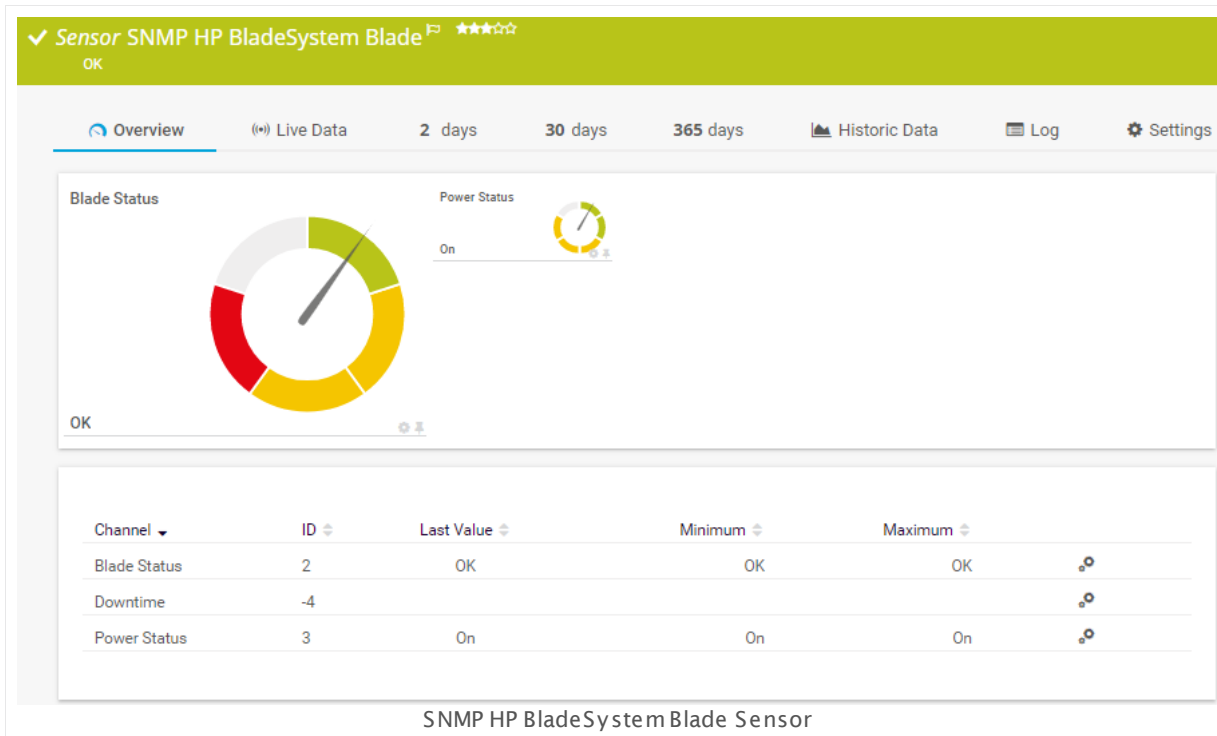 Sensor SNMP HP BladeSystem Blade
OK
Overview Live Data 2 days 30 days 365 days Historic Data Log Settings
Blade Status
Power Status
On
OK
Channel ID Last Value Minimum Maximum
Blade Status 2 OK OK OK
Downtime -4
Power Status 3 On On On
SNMP HP BladeSystem Blade Sensor